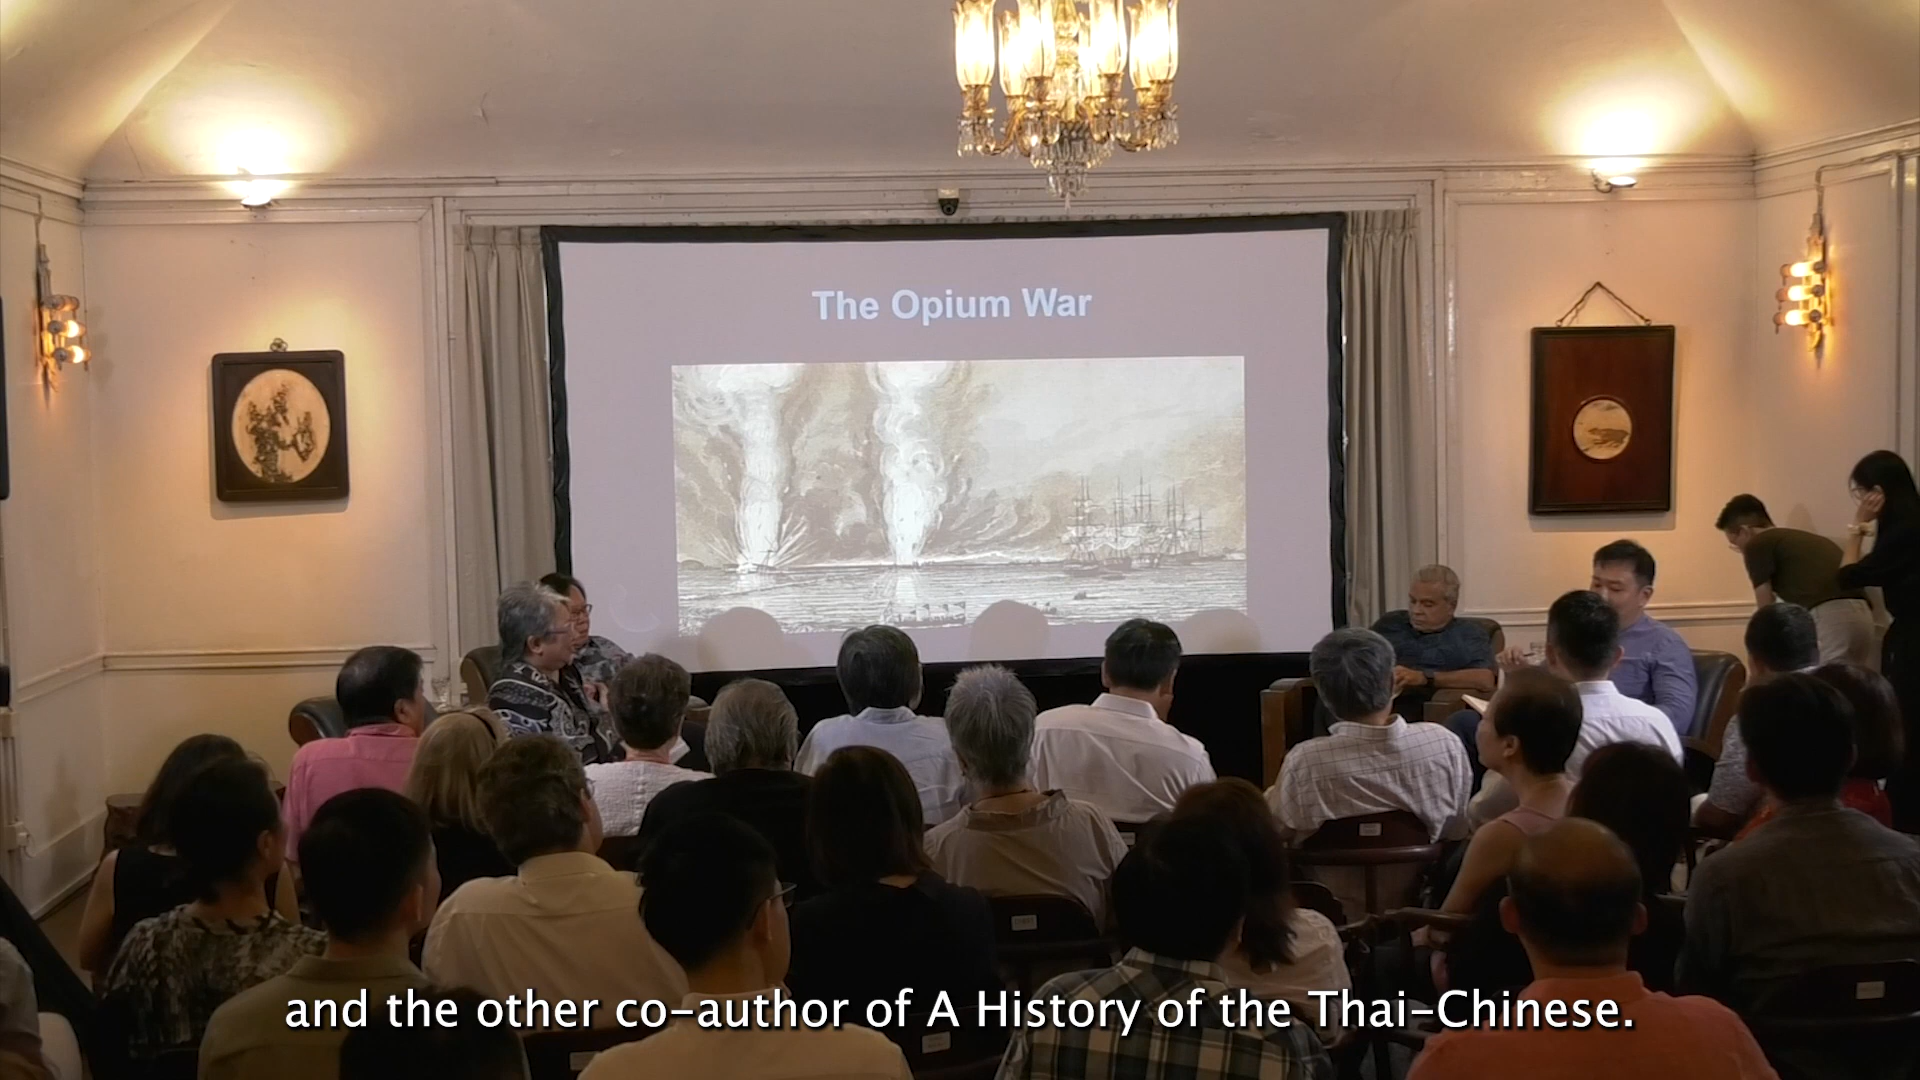 The Opium War
and the other co-author of A History of the Thai-Chinese.